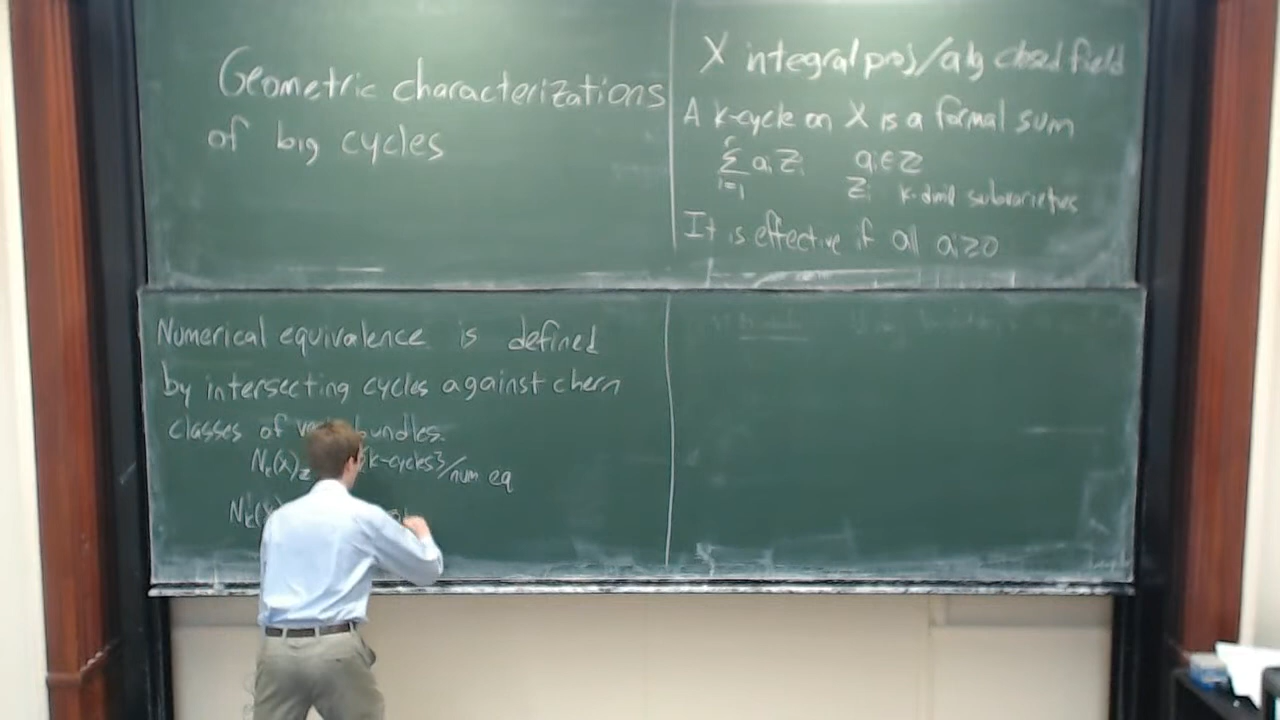 Geometric characterizations
of big cycles
X integral proj/alg closed field
A k-cycle on X is a formal sum
r Σ i=1 aᵢZᵢ aᵢ∈ℤ
Zᵢ k-diml subvarieties
It is effective if all aᵢ≥0
Numerical equivalence is defined
by intersecting cycles against chern
classes of bundles.
Nₖ(X)_ℤ k-cycles}/num eq